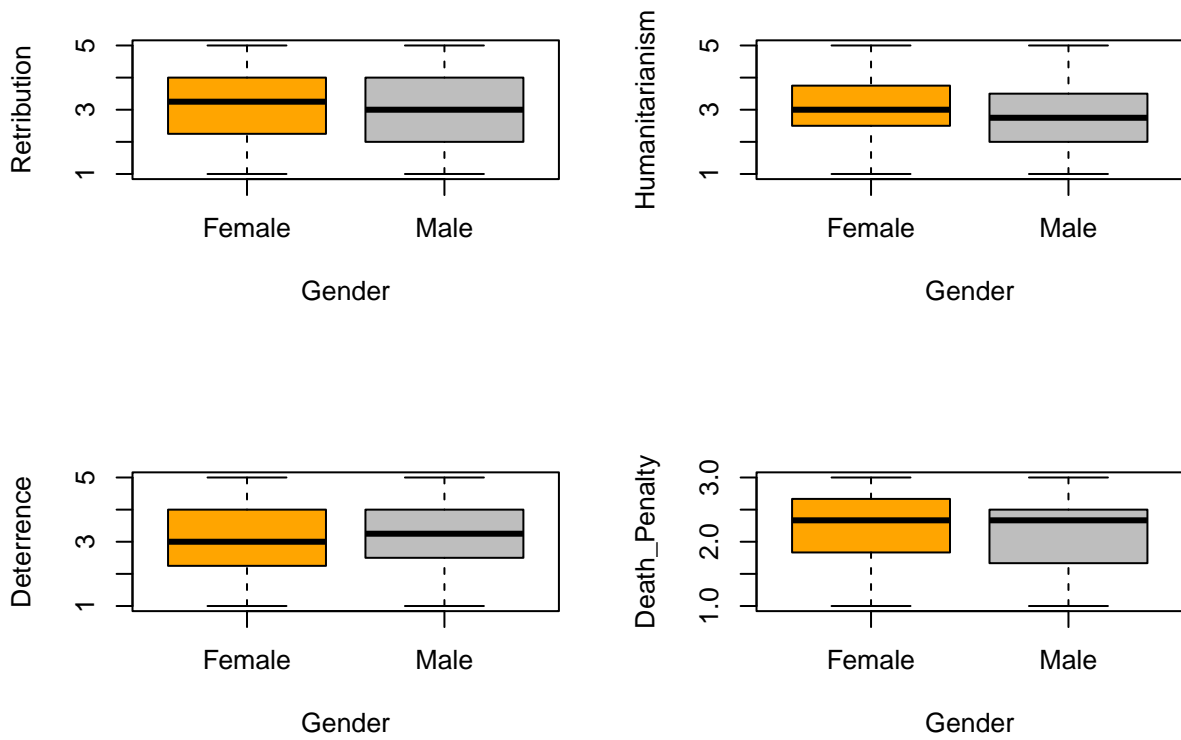 Retribution
5
3
1
Female Male
Gender
Humanitarianism
5
3
1
Female Male
Gender
Deterrence
5
3
1
Female Male
Gender
Death_Penalty
3.0
2.0
1.0
Female Male
Gender